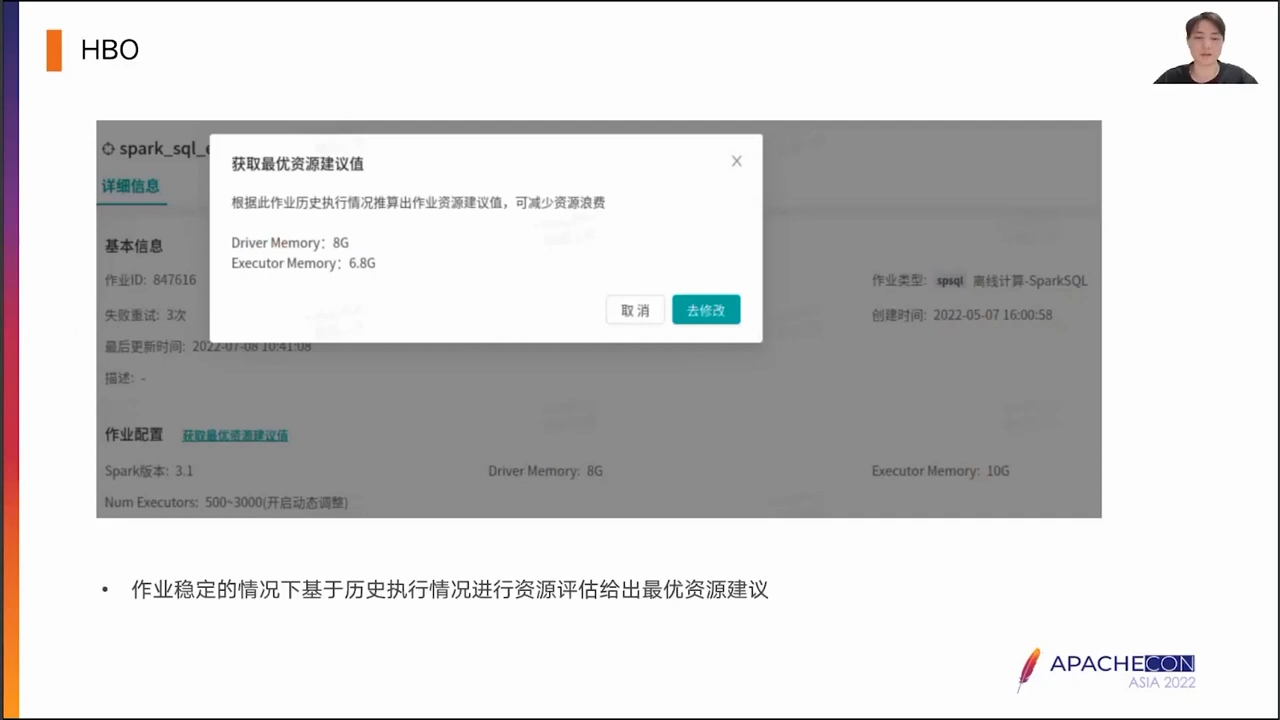 HBO
spark_sql_
获取最优资源建议值
详细信息
根据此作业历史执行情况推算出作业资源建议值，可减少资源浪费
Driver Memory：8G
Executor Memory：6.8G
取消 去修改
基本信息
作业ID: 847616
作业类型: spsql 离线计算-SparkSQL
失败重试: 3次
创建时间: 2022-05-07 16:00:58
最后更新时间: 2022-07-08 10:41:08
描述: -
作业配置 获取最优资源建议值
Spark版本: 3.1 Driver Memory: 8G Executor Memory: 10G
Num Executors: 500~3000(开启动态调整)
• 作业稳定的情况下基于历史执行情况进行资源评估给出最优资源建议
APACHECON
ASIA 2022